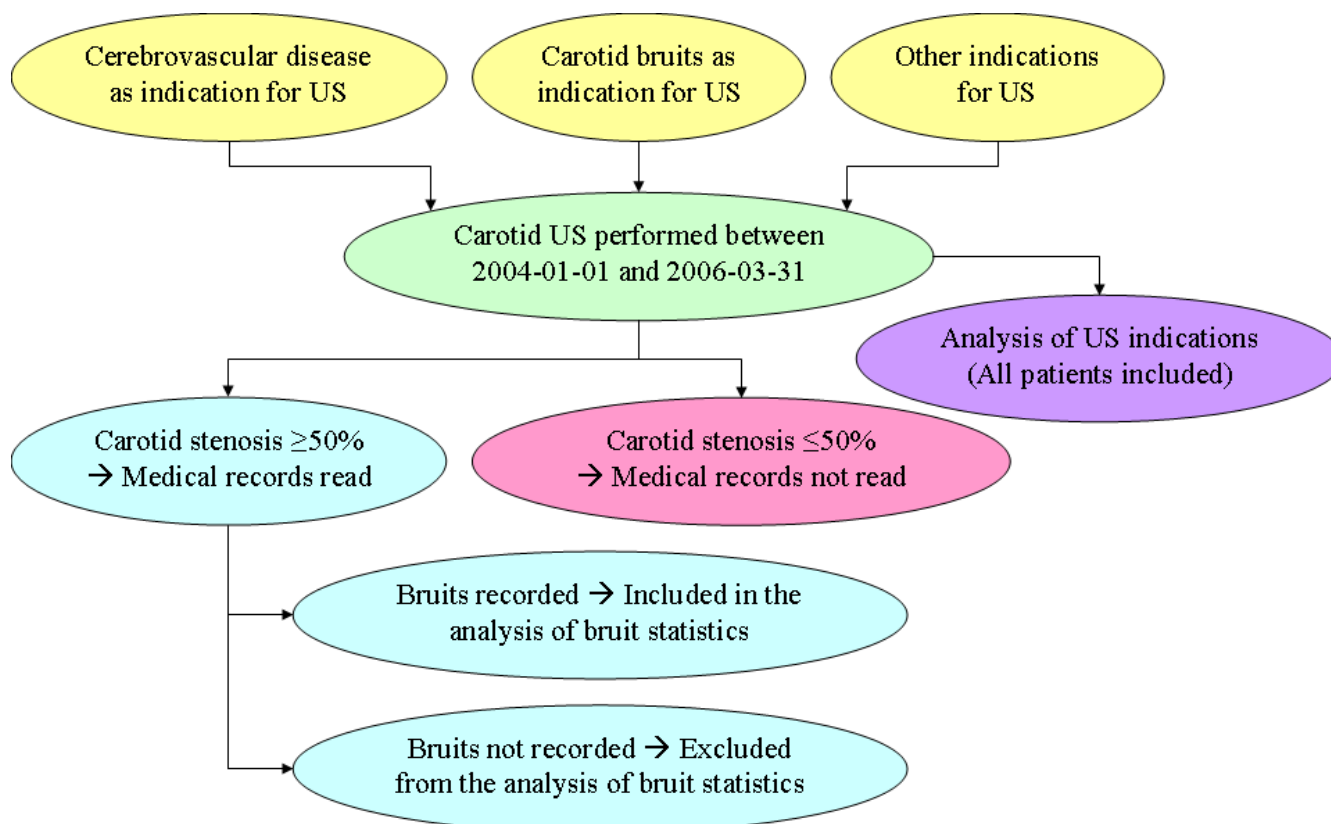 Cerebrovascular disease
as indication for US
Carotid bruits as
indication for US
Other indications
for US
Carotid US performed between
2004-01-01 and 2006-03-31
Analysis of US indications
(All patients included)
Carotid stenosis ≥50%
→ Medical records read
Carotid stenosis ≤50%
→ Medical records not read
Bruits recorded → Included in the
analysis of bruit statistics
Bruits not recorded → Excluded
from the analysis of bruit statistics